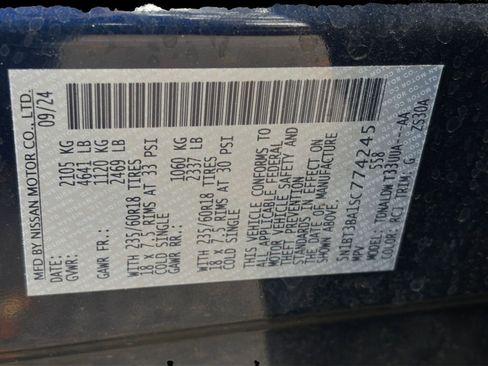 MFD BY NISSAN MOTOR CO., LTD.
DATE: 09/24
GVWR: 2105 KG
4641 LB
GAWR FR: 1120 KG
2469 LB
WITH 235/60R18 TIRES
18 x 7.5 RIMS AT 33 PSI
COLD SINGLE
GAWR RR: 1060 KG
2337 LB
WITH 235/60R18 TIRES
18 x 7.5 RIMS AT 30 PSI
COLD SINGLE
THIS VEHICLE CONFORMS TO ALL
APPLICABLE FEDERAL
MOTOR VEHICLE SAFETY AND
THEFT PREVENTION
STANDARDS IN EFFECT ON
THE DATE OF MANUFACTURE
SHOWN ABOVE.
5N1BT3BA1SC774245
MPV 5S8
MODEL: TDNALDWT33UUA---AA
COLOR: RCJ TRIM: G ZS30A